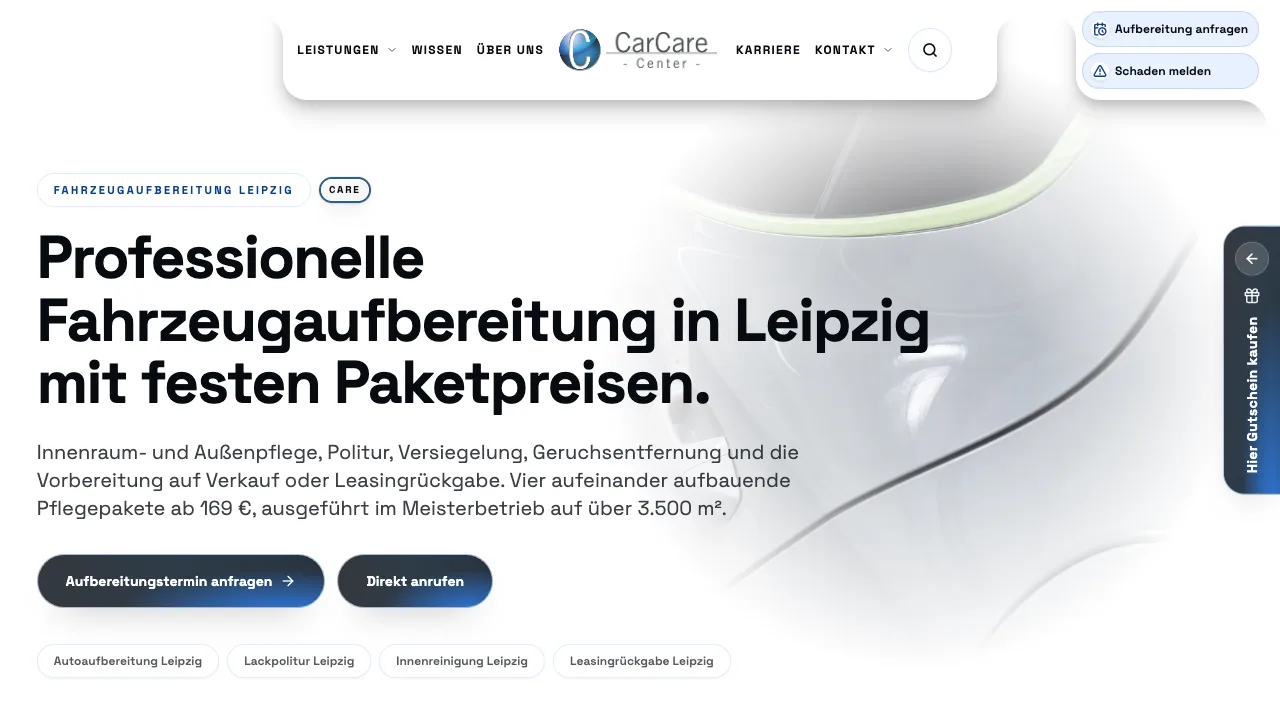 LEISTUNGEN
WISSEN
ÜBER UNS
CarCare
- Center -
KARRIERE
KONTAKT
Aufbereitung anfragen
Schaden melden
FAHRZEUGAUFBEREITUNG LEIPZIG
CARE
Professionelle
Fahrzeugaufbereitung in Leipzig
mit festen Paketpreisen.
Innenraum- und Außenpflege, Politur, Versiegelung, Geruchsentfernung und die
Vorbereitung auf Verkauf oder Leasingrückgabe. Vier aufeinander aufbauende
Pflegepakete ab 169 €, ausgeführt im Meisterbetrieb auf über 3.500 m².
Aufbereitungstermin anfragen
Direkt anrufen
Autoaufbereitung Leipzig
Lackpolitur Leipzig
Innenreinigung Leipzig
Leasingrückgabe Leipzig
Hier Gutschein kaufen